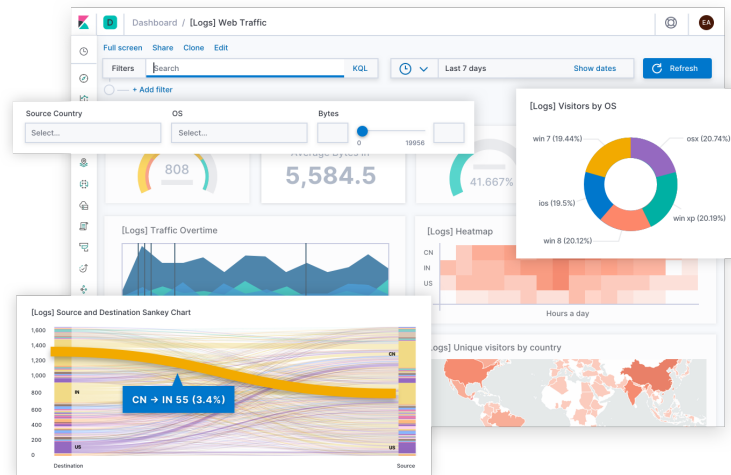 D
Dashboard / [Logs] Web Traffic
EA
Full screen Share Clone Edit
Filters Search KQL
Last 7 days Show dates
Refresh
+ Add filter
Source Country OS Bytes
Select... Select...
0 19956
[Logs] Visitors by OS
win 7 (19.44%)
osx (20.74%)
ios (19.5%)
win xp (20.19%)
win 8 (20.12%)
808
Average Bytes In
5,584.5
41.667%
[Logs] Traffic Overtime
[Logs] Heatmap
CN
IN
US
Hours a day
[Logs] Source and Destination Sankey Chart
1,600
1,400
1,200
1,000
800
600
400
200
0
CN
IN
CN → IN 55 (3.4%)
US
US
Destination Source
Logs] Unique visitors by country